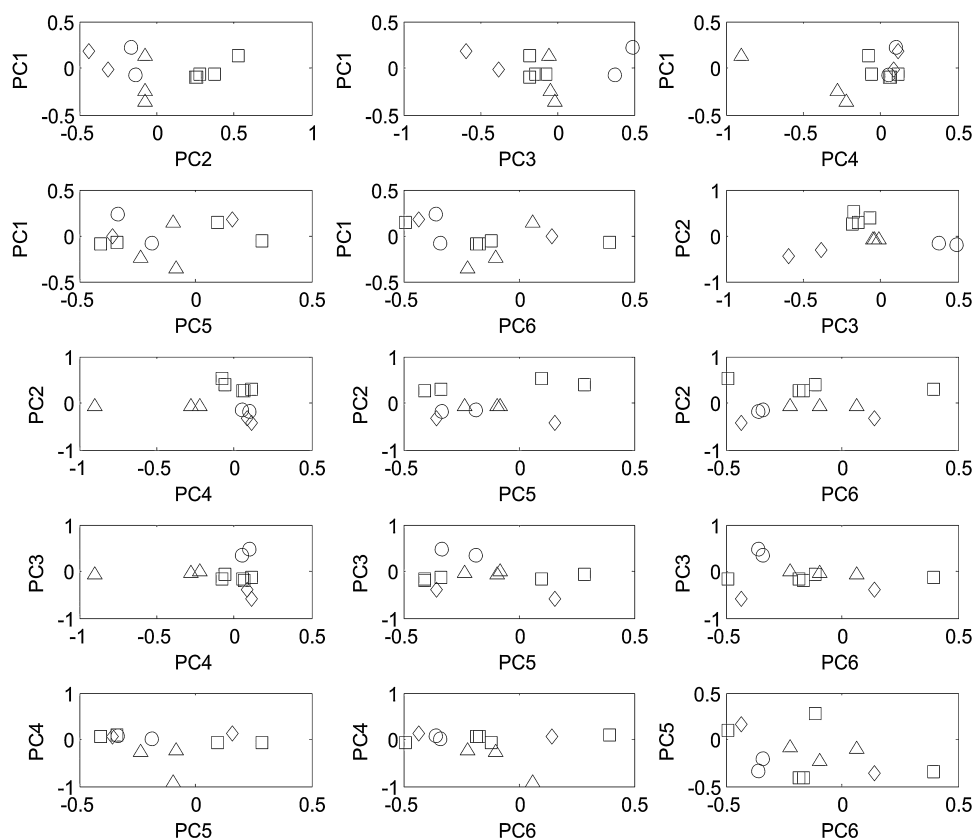 0.5 0.5 0.5
PC1 0 PC1 0 PC1 0
-0.5 -0.5 -0.5
-0.5 0 0.5 1 -1 -0.5 0 0.5 -1 -0.5 0 0.5
PC2 PC3 PC4
0.5 0.5 1
PC1 0 PC1 0 PC2 0
-0.5 -0.5 -1
-0.5 0 0.5 -0.5 0 0.5 -1 -0.5 0 0.5
PC5 PC6 PC3
1 1 1
PC2 0 PC2 0 PC2 0
-1 -1 -1
-1 -0.5 0 0.5 -0.5 0 0.5 -0.5 0 0.5
PC4 PC5 PC6
1 1 1
PC3 0 PC3 0 PC3 0
-1 -1 -1
-1 -0.5 0 0.5 -0.5 0 0.5 -0.5 0 0.5
PC4 PC5 PC6
1 1 0.5
PC4 0 PC4 0 PC5 0
-1 -1 -0.5
-0.5 0 0.5 -0.5 0 0.5 -0.5 0 0.5
PC5 PC6 PC6